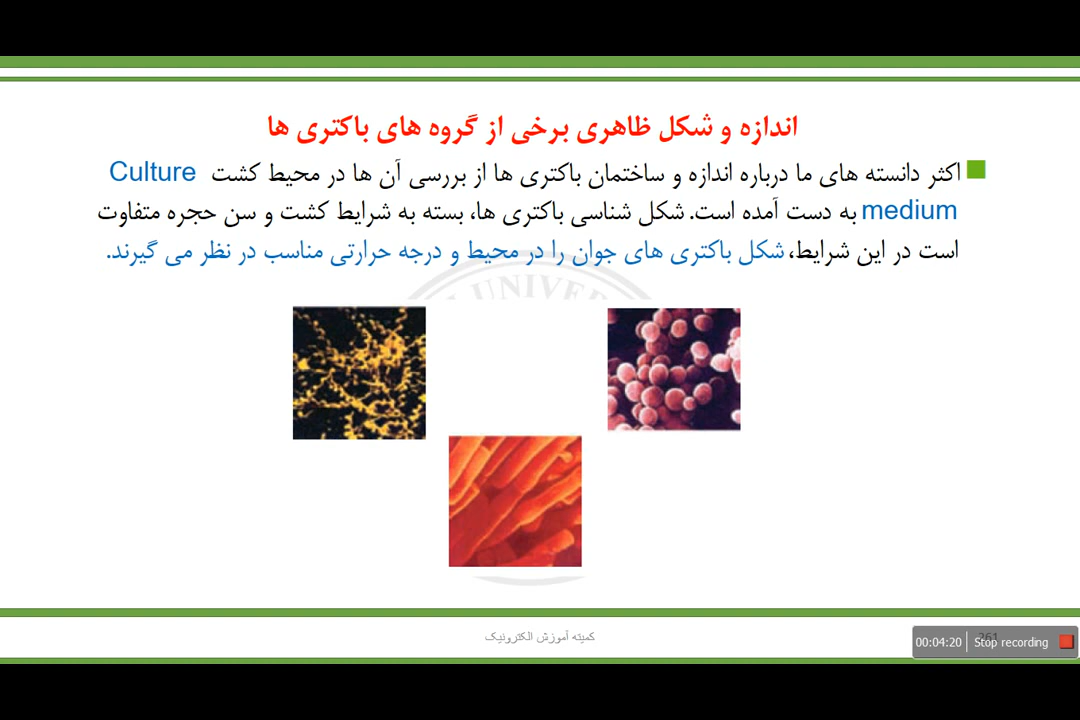 اندازه و شکل ظاهری برخی از گروه های باکتری ها
اکثر دانسته های ما درباره اندازه و ساختمان باکتری ها از بررسی آن ها در محیط کشت Culture
medium به دست آمده است. شکل شناسی باکتری ها، بسته به شرایط کشت و سن حجره متفاوت
است در این شرایط، شکل باکتری های جوان را در محیط و درجه حرارتی مناسب در نظر می گیرند.
UNIVER
کمیته آموزش الکترونیک
00:04:20 Stop recording